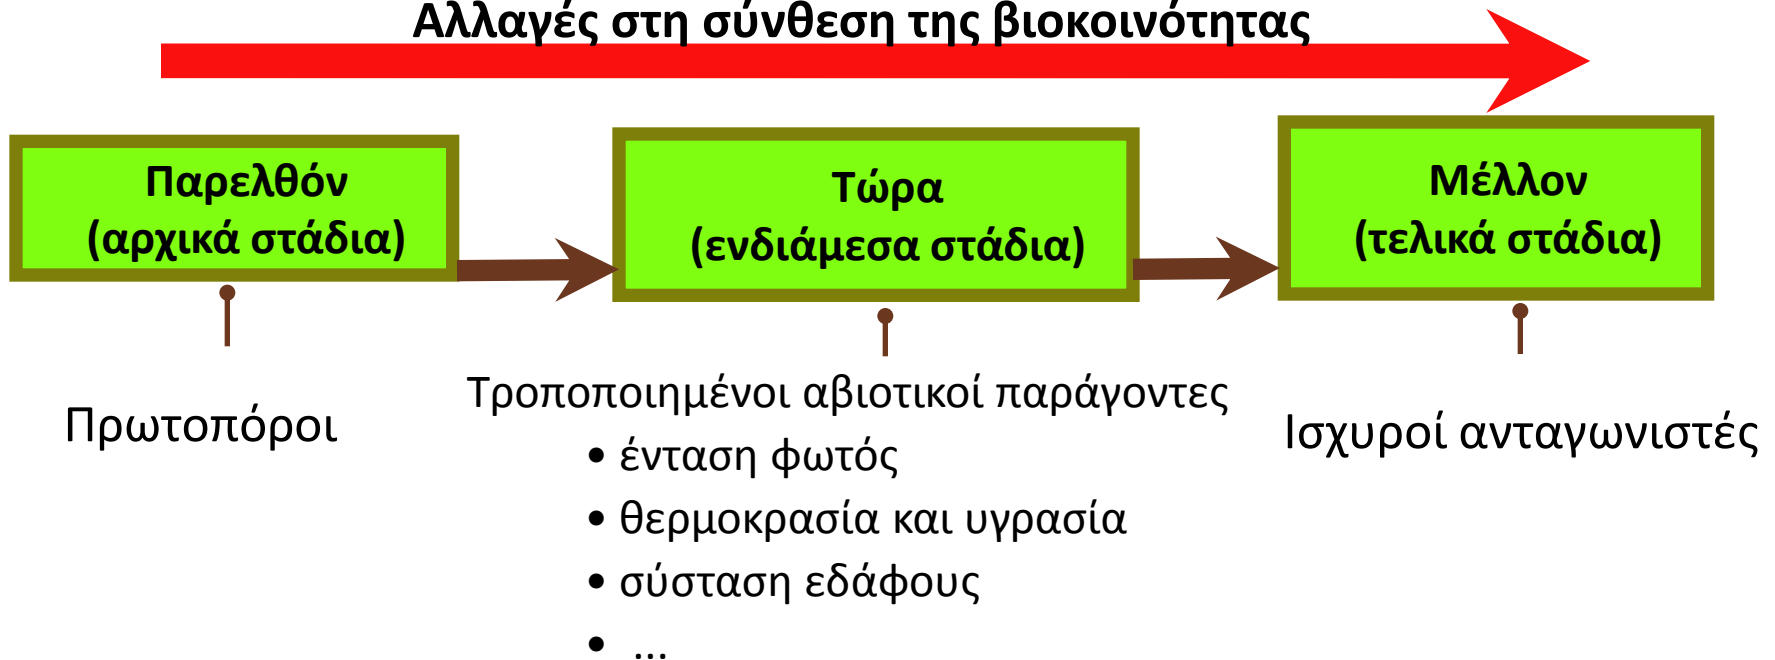 Αλλαγές στη σύνθεση της βιοκοινότητας
Παρελθόν
(αρχικά στάδια)
Τώρα
(ενδιάμεσα στάδια)
Μέλλον
(τελικά στάδια)
Πρωτοπόροι
Τροποποιημένοι αβιοτικοί παράγοντες
• ένταση φωτός
• θερμοκρασία και υγρασία
• σύσταση εδάφους
• ...
Ισχυροί ανταγωνιστές